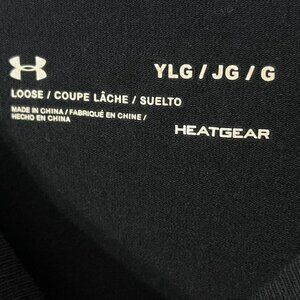 YLG / JG / G
LOOSE / COUPE LÂCHE / SUELTO
MADE IN CHINA / FABRIQUÉ EN CHINE /
HECHO EN CHINA
HEATGEAR